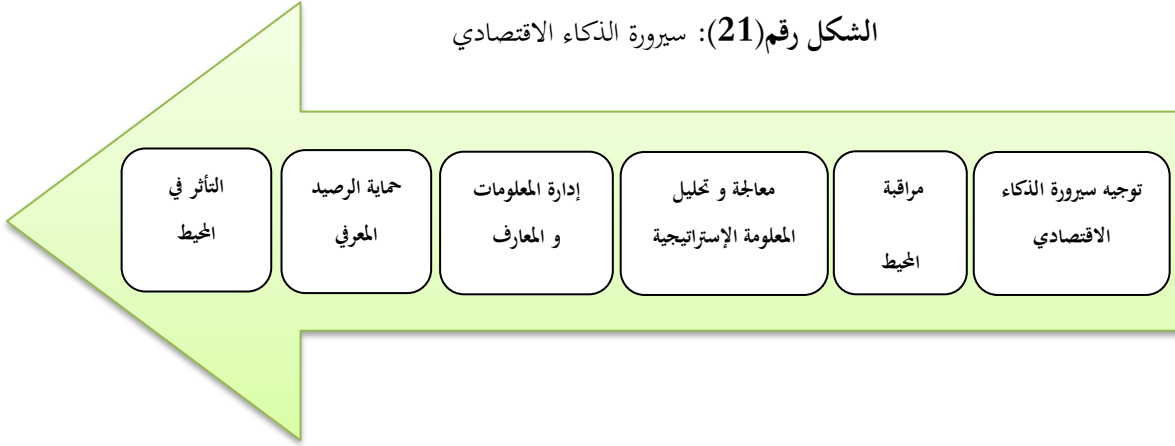 الشكل رقم(21): سيرورة الذكاء الاقتصادي
توجيه سيرورة الذكاء
الاقتصادي
مراقبة
المحيط
معالجة و تحليل
المعلومة الإستراتيجية
إدارة المعلومات
و المعارف
حماية الرصيد
المعرفي
التأثر في
المحيط